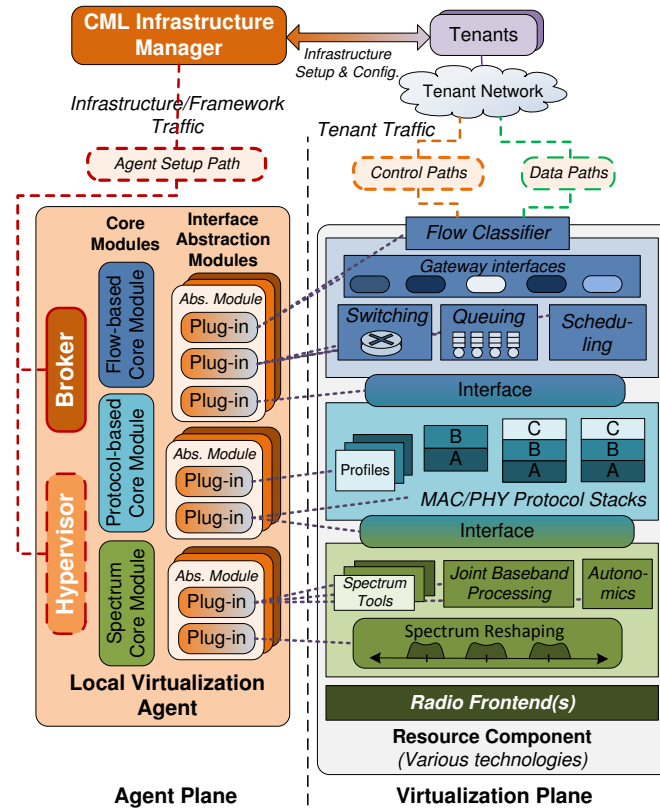 CML Infrastructure
Manager
Tenants
Infrastructure
Setup & Config.
Tenant Network
Infrastructure/Framework
Traffic
Tenant Traffic
Agent Setup Path
Control Paths
Data Paths
Core
Modules
Interface
Abstraction
Modules
Broker
Hypervisor
Flow-based
Core Module
Protocol-based
Core Module
Spectrum
Core Module
Abs. Module
Plug-in
Plug-in
Plug-in
Abs. Module
Plug-in
Plug-in
Abs. Module
Plug-in
Plug-in
Local Virtualization
Agent
Flow Classifier
Gateway interfaces
Switching
Queuing
Schedu-
ling
Interface
Profiles
B
A
C
B
A
C
B
A
MAC/PHY Protocol Stacks
Interface
Spectrum
Tools
Joint Baseband
Processing
Autono-
mics
Spectrum Reshaping
Radio Frontend(s)
Resource Component
(Various technologies)
Agent Plane
Virtualization Plane